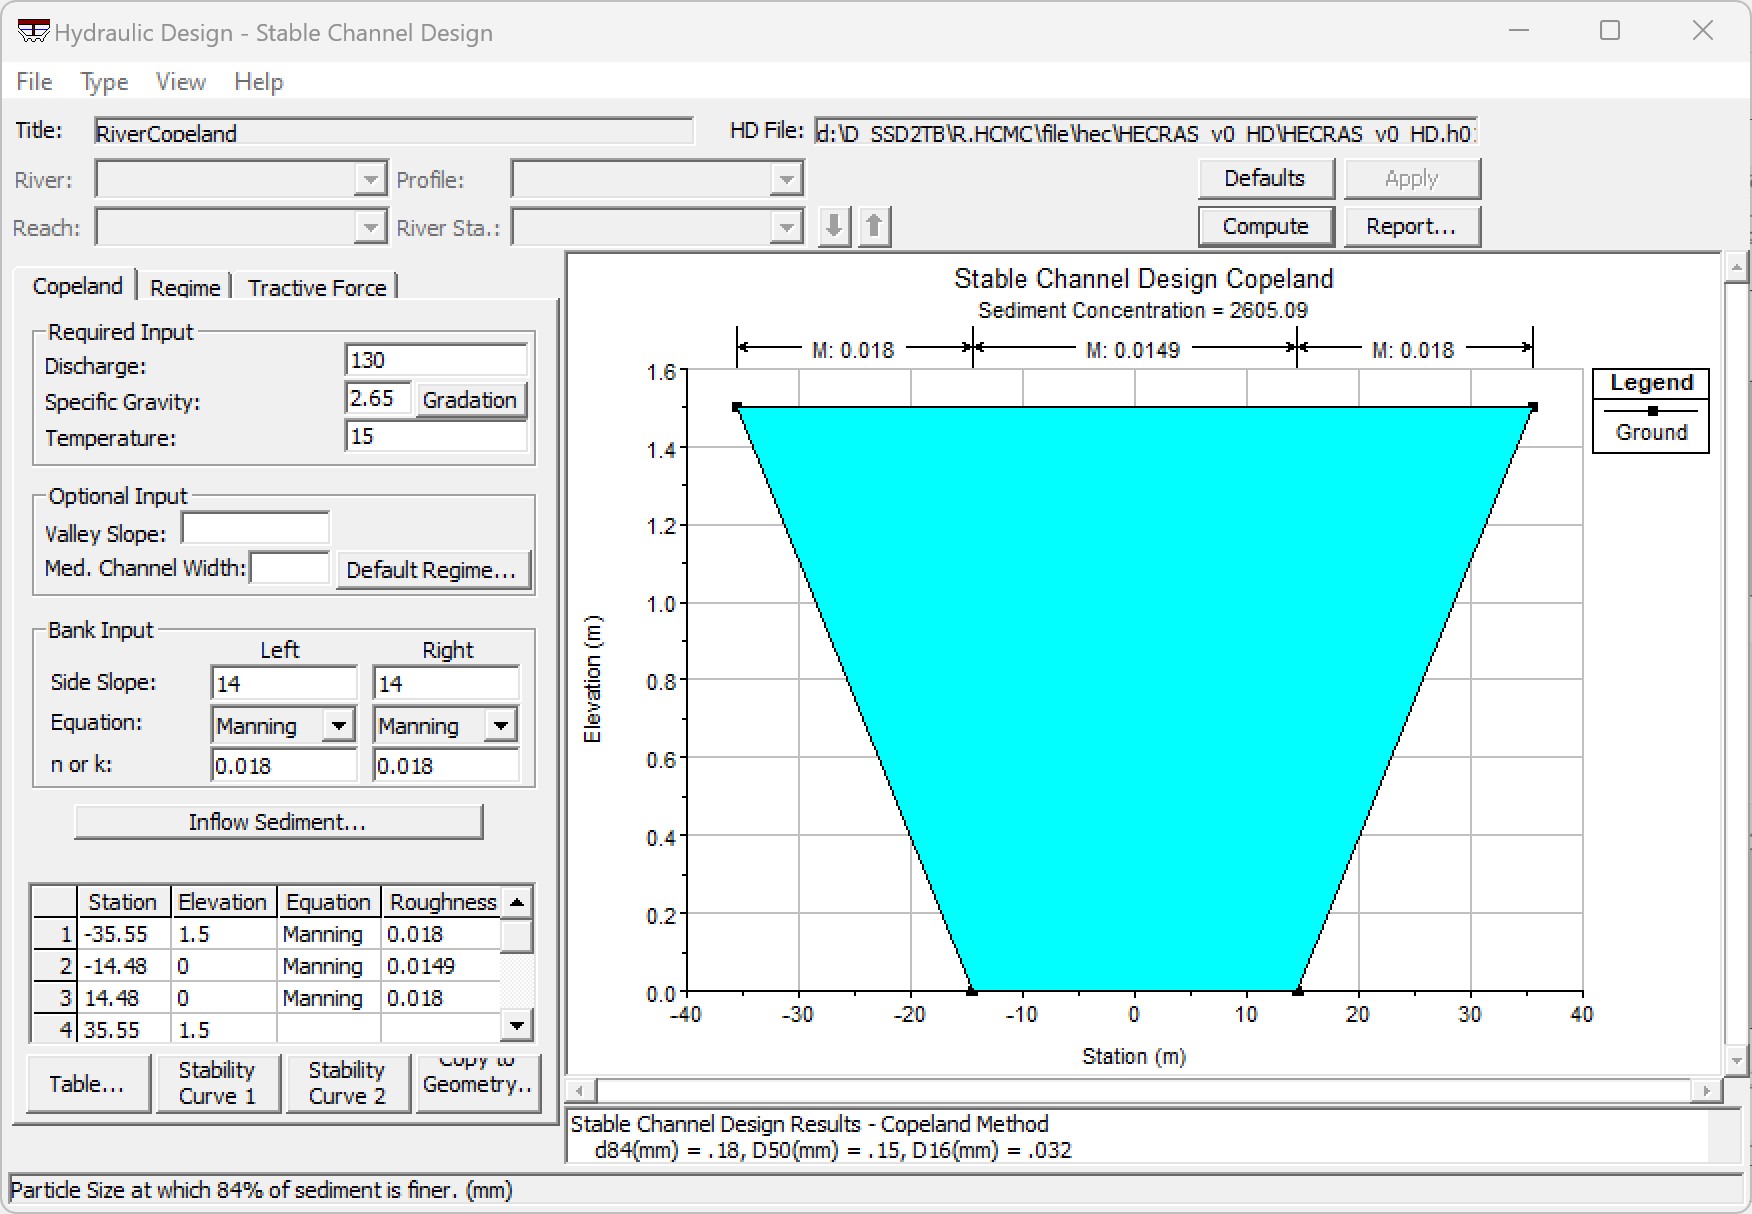 Hydraulic Design - Stable Channel Design
File Type View Help
Title: RiverCopeland HD File: d:\D SSD2TB\R.HCMC\file\hec\HECRAS v0 HD\HECRAS v0 HD.h0
River: Profile: Defaults Apply
Reach: River Sta.: Compute Report...
Copeland Regime Tractive Force
Required Input
Discharge: 130
Specific Gravity: 2.65 Gradation
Temperature: 15
Optional Input
Valley Slope:
Med. Channel Width: Default Regime...
Bank Input
Left Right
Side Slope: 14 14
Equation: Manning Manning
n or k: 0.018 0.018
Inflow Sediment...
Station Elevation Equation Roughness
1 -35.55 1.5 Manning 0.018
2 -14.48 0 Manning 0.0149
3 14.48 0 Manning 0.018
4 35.55 1.5
Table... Stability Curve 1 Stability Curve 2 Copy to Geometry..
Stable Channel Design Copeland
Sediment Concentration = 2605.09
M: 0.018 M: 0.0149 M: 0.018
1.6
1.4
1.2
1.0
0.8
0.6
0.4
0.2
0.0
Elevation (m)
-40 -30 -20 -10 0 10 20 30 40
Station (m)
Legend
Ground
Stable Channel Design Results - Copeland Method
d84(mm) = .18, D50(mm) = .15, D16(mm) = .032
Particle Size at which 84% of sediment is finer. (mm)